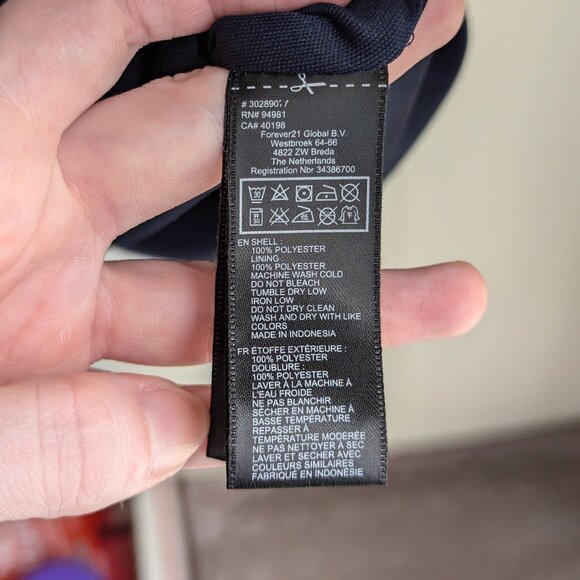 # 30289077
RN# 94981
CA# 40198
Forever21 Global B.V.
Westbroek 64-66
4822 ZW Breda
The Netherlands
Registration Nbr 34386700
30
30
EN SHELL :
100% POLYESTER
LINING
100% POLYESTER
MACHINE WASH COLD
DO NOT BLEACH
TUMBLE DRY LOW
IRON LOW
DO NOT DRY CLEAN
WASH AND DRY WITH LIKE
COLORS
MADE IN INDONESIA
FR ÉTOFFE EXTÉRIEURE :
100% POLYESTER
DOUBLURE :
100% POLYESTER
LAVER À LA MACHINE À
L'EAU FROIDE
NE PAS BLANCHIR
SÉCHER EN MACHINE À
BASSE TEMPÉRATURE
REPASSER À
TEMPÉRATURE MODÉRÉE
NE PAS NETTOYER À SEC
LAVER ET SÉCHER AVEC
COULEURS SIMILAIRES
FABRIQUÉ EN INDONÉSIE